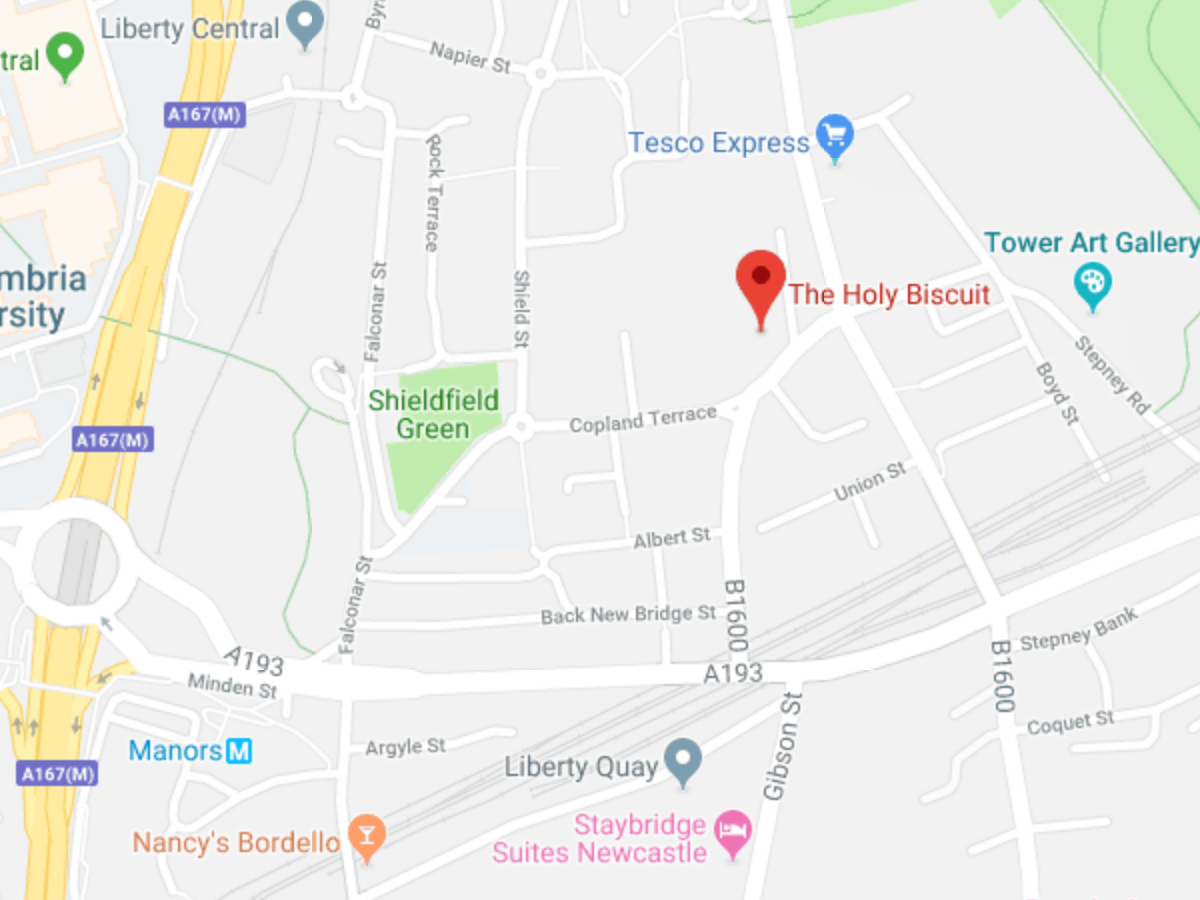 Liberty Central
Byr
Napier St
tral
A167(M)
Tesco Express
Rock Terrace
Tower Art Gallery
mbria
rsity
Falconar St
Shield St
The Holy Biscuit
Stepney Rd
Boyd St
Shieldfield
Green
Copland Terrace
A167(M)
Union St
Albert St
Falconar St
B1600
Back New Bridge St
Stepney Bank
A193
A193
Minden St
B1600
Coquet St
Manors M
Argyle St
Gibson St
Liberty Quay
A167(M)
Nancy's Bordello
Staybridge
Suites Newcastle